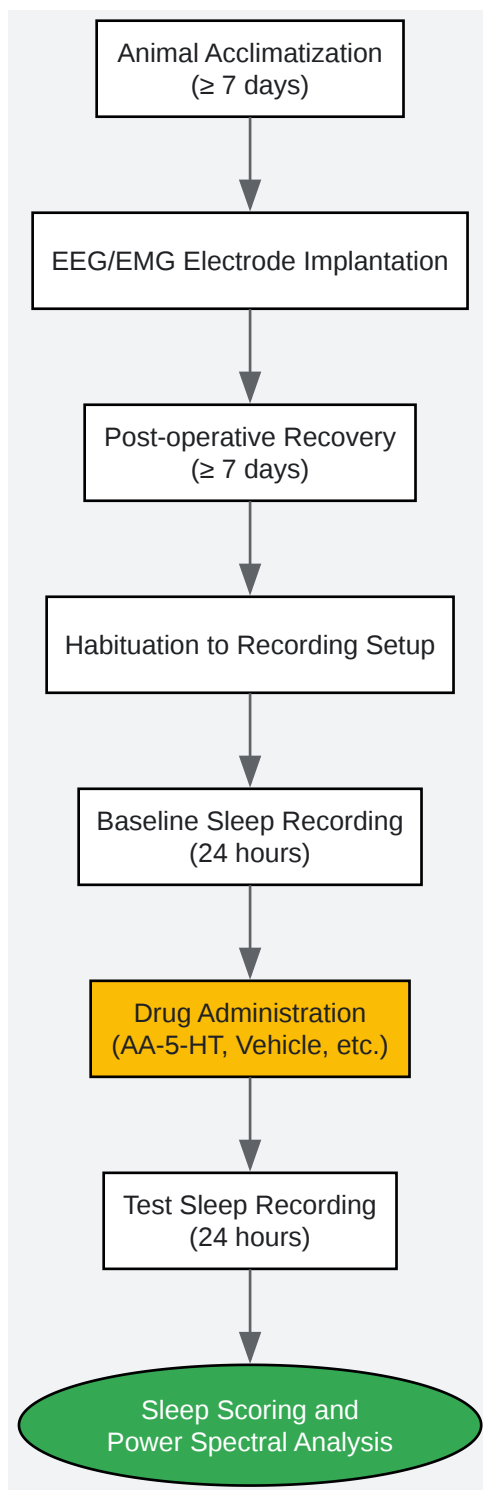 Animal Acclimatization
(≥ 7 days)
EEG/EMG Electrode Implantation
Post-operative Recovery
(≥ 7 days)
Habituation to Recording Setup
Baseline Sleep Recording
(24 hours)
Drug Administration
(AA-5-HT, Vehicle, etc.)
Test Sleep Recording
(24 hours)
Sleep Scoring and
Power Spectral Analysis